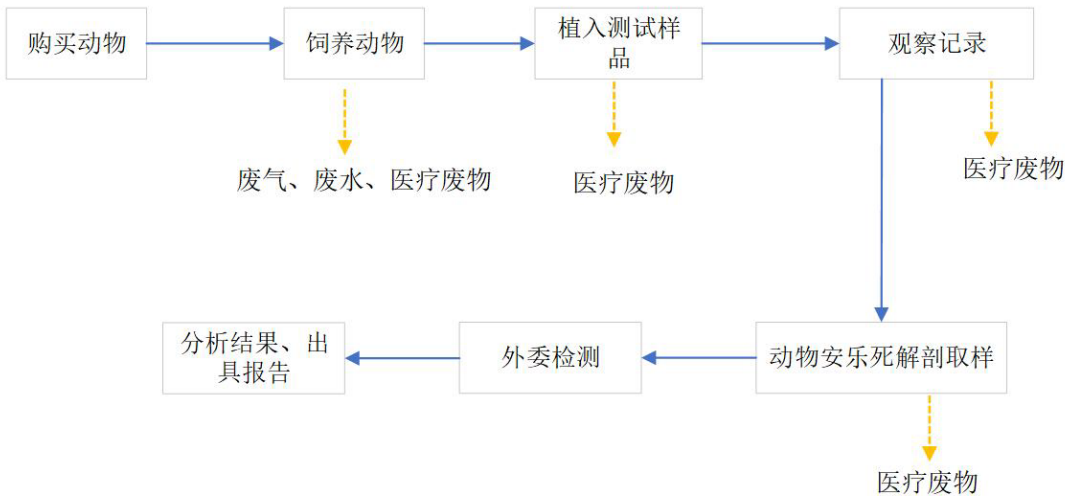 购买动物
饲养动物
植入测试样
品
观察记录
废气、废水、医疗废物
医疗废物
医疗废物
分析结果、出
具报告
外委检测
动物安乐死解剖取样
医疗废物